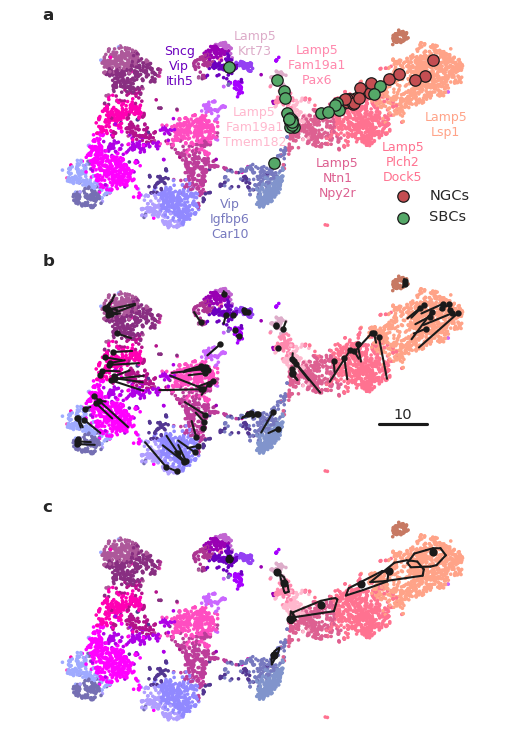 a
Sncg
Vip
Itih5
Lamp5
Krt73
Lamp5
Fam19a1
Pax6
Lamp5
Fam19a1
Tmem182
Lamp5
Lsp1
Lamp5
Plch2
Dock5
Lamp5
Ntn1
Npy2r
Vip
Igfbp6
Car10
NGCs
SBCs
b
10
c